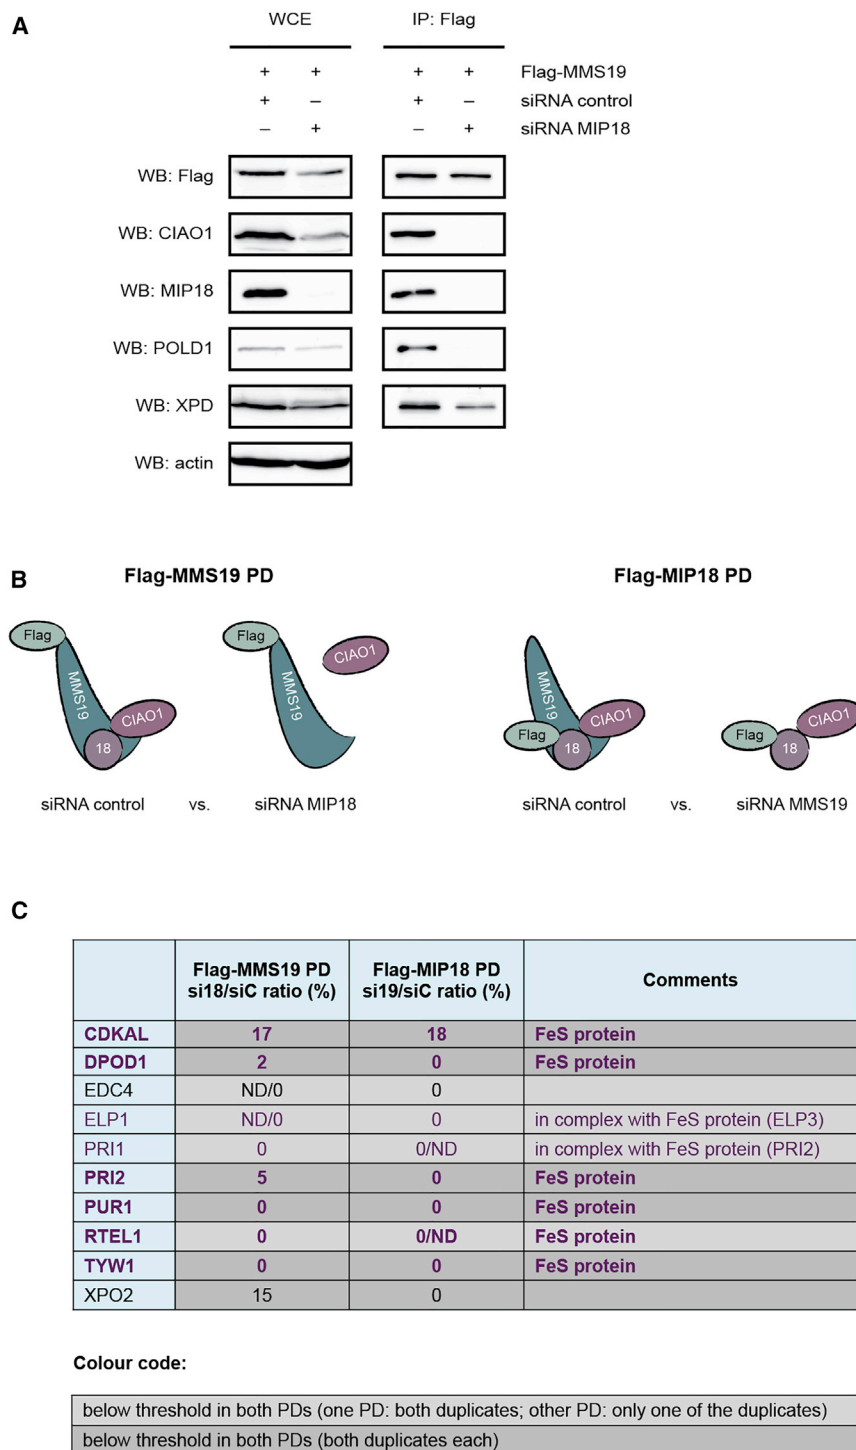 A
WCE IP: Flag
+ + + + Flag-MMS19
+ – + – siRNA control
– + – + siRNA MIP18
WB: Flag
WB: CIAO1
WB: MIP18
WB: POLD1
WB: XPD
WB: actin
B
Flag-MMS19 PD Flag-MIP18 PD
Flag MMS19 18 CIAO1
Flag MMS19 CIAO1
MMS19 Flag 18 CIAO1
Flag 18 CIAO1
siRNA control vs. siRNA MIP18 siRNA control vs. siRNA MMS19
C
Flag-MMS19 PD Flag-MIP18 PD Comments
si18/siC ratio (%) si19/siC ratio (%)
CDKAL 17 18 FeS protein
DPOD1 2 0 FeS protein
EDC4 ND/0 0
ELP1 ND/0 0 in complex with FeS protein (ELP3)
PRI1 0 0/ND in complex with FeS protein (PRI2)
PRI2 5 0 FeS protein
PUR1 0 0 FeS protein
RTEL1 0 0/ND FeS protein
TYW1 0 0 FeS protein
XPO2 15 0
Colour code:
below threshold in both PDs (one PD: both duplicates; other PD: only one of the duplicates)
below threshold in both PDs (both duplicates each)